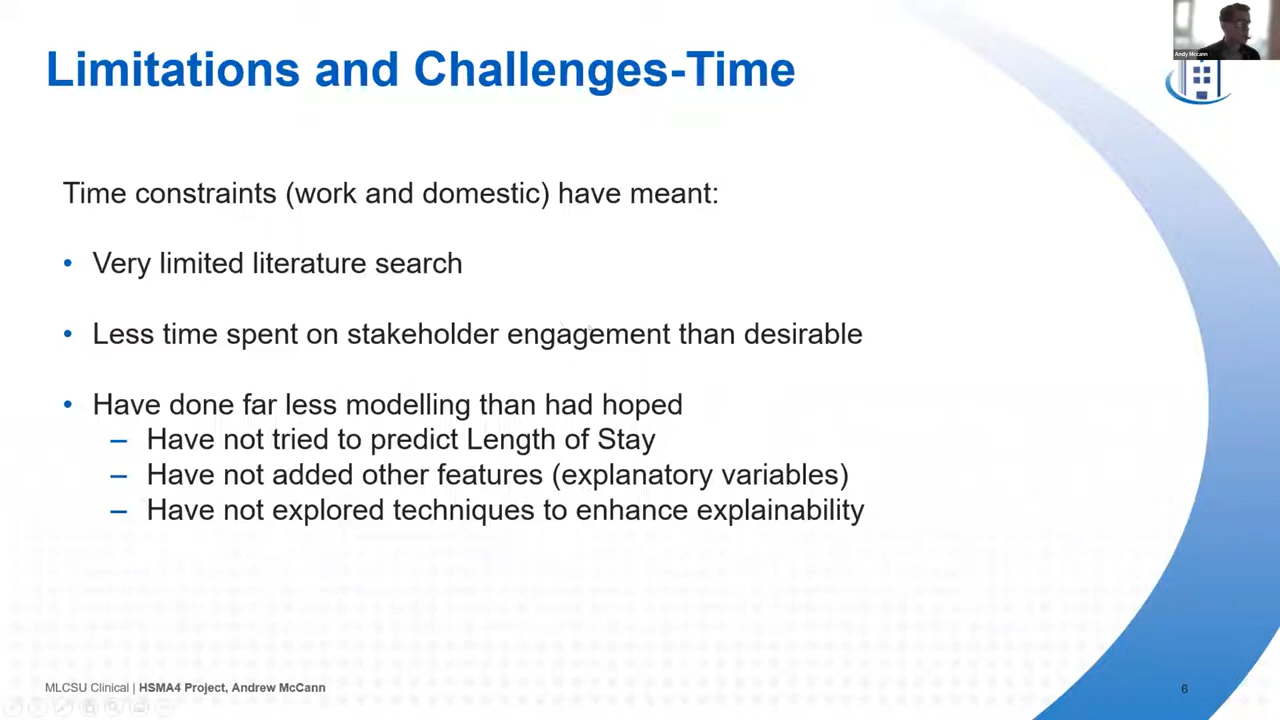 Limitations and Challenges-Time
Andy Mccann
Time constraints (work and domestic) have meant:
• Very limited literature search
• Less time spent on stakeholder engagement than desirable
• Have done far less modelling than had hoped
– Have not tried to predict Length of Stay
– Have not added other features (explanatory variables)
– Have not explored techniques to enhance explainability
MLCSU Clinical | HSMA4 Project, Andrew McCann
6